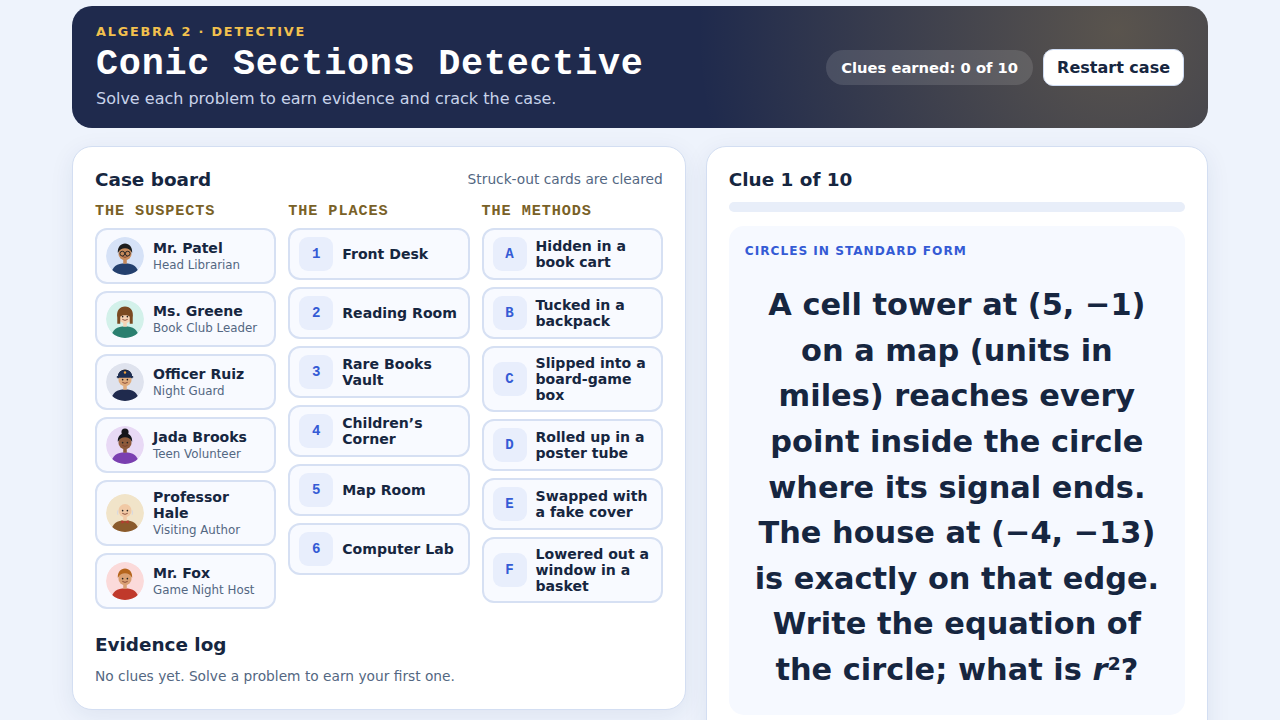 ALGEBRA 2 · DETECTIVE
Conic Sections Detective
Solve each problem to earn evidence and crack the case.
Clues earned: 0 of 10
Restart case
Case board
Struck-out cards are cleared
THE SUSPECTS
Mr. Patel
Head Librarian
Ms. Greene
Book Club Leader
Officer Ruiz
Night Guard
Jada Brooks
Teen Volunteer
Professor
Hale
Visiting Author
Mr. Fox
Game Night Host
THE PLACES
1
Front Desk
2
Reading Room
3
Rare Books
Vault
4
Children’s
Corner
5
Map Room
6
Computer Lab
THE METHODS
A
Hidden in a
book cart
B
Tucked in a
backpack
C
Slipped into a
board-game
box
D
Rolled up in a
poster tube
E
Swapped with
a fake cover
F
Lowered out a
window in a
basket
Evidence log
No clues yet. Solve a problem to earn your first one.
Clue 1 of 10
CIRCLES IN STANDARD FORM
A cell tower at (5, −1)
on a map (units in
miles) reaches every
point inside the circle
where its signal ends.
The house at (−4, −13)
is exactly on that edge.
Write the equation of
the circle; what is r²?